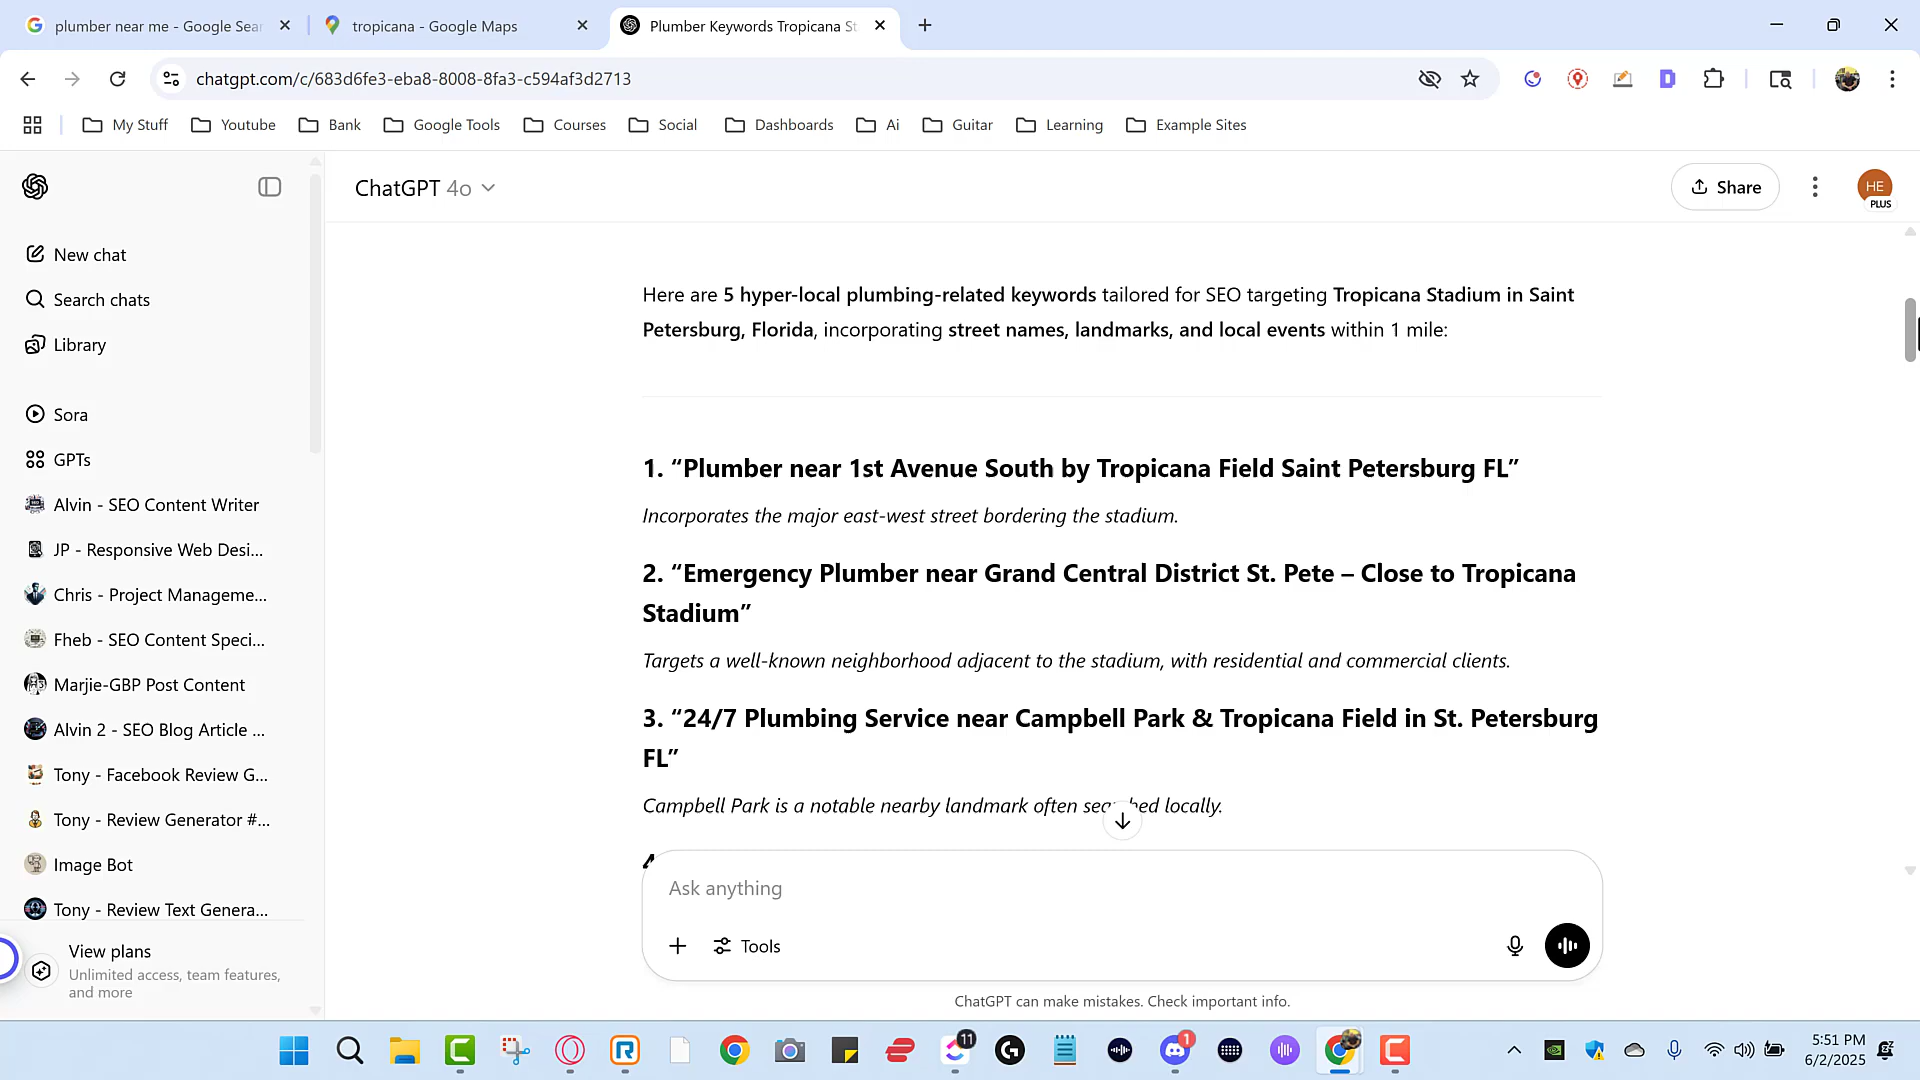 plumber near me - Google Sear
tropicana - Google Maps
Plumber Keywords Tropicana St
chatgpt.com/c/683d6fe3-eba8-8008-8fa3-c594af3d2713
My Stuff
Youtube
Bank
Google Tools
Courses
Social
Dashboards
Ai
Guitar
Learning
Example Sites
ChatGPT 4o
Share
HE
PLUS
New chat
Search chats
Library
Sora
GPTs
Alvin - SEO Content Writer
JP - Responsive Web Desi...
Chris - Project Manageme...
Fheb - SEO Content Speci...
Marjie-GBP Post Content
Alvin 2 - SEO Blog Article ...
Tony - Facebook Review G...
Tony - Review Generator #...
Image Bot
Tony - Review Text Genera...
View plans
Unlimited access, team features,
and more
Here are 5 hyper-local plumbing-related keywords tailored for SEO targeting Tropicana Stadium in Saint
Petersburg, Florida, incorporating street names, landmarks, and local events within 1 mile:
1. “Plumber near 1st Avenue South by Tropicana Field Saint Petersburg FL”
Incorporates the major east-west street bordering the stadium.
2. “Emergency Plumber near Grand Central District St. Pete – Close to Tropicana
Stadium”
Targets a well-known neighborhood adjacent to the stadium, with residential and commercial clients.
3. “24/7 Plumbing Service near Campbell Park & Tropicana Field in St. Petersburg
FL”
Campbell Park is a notable nearby landmark often searched locally.
Ask anything
Tools
ChatGPT can make mistakes. Check important info.
11
1
5:51 PM
6/2/2025